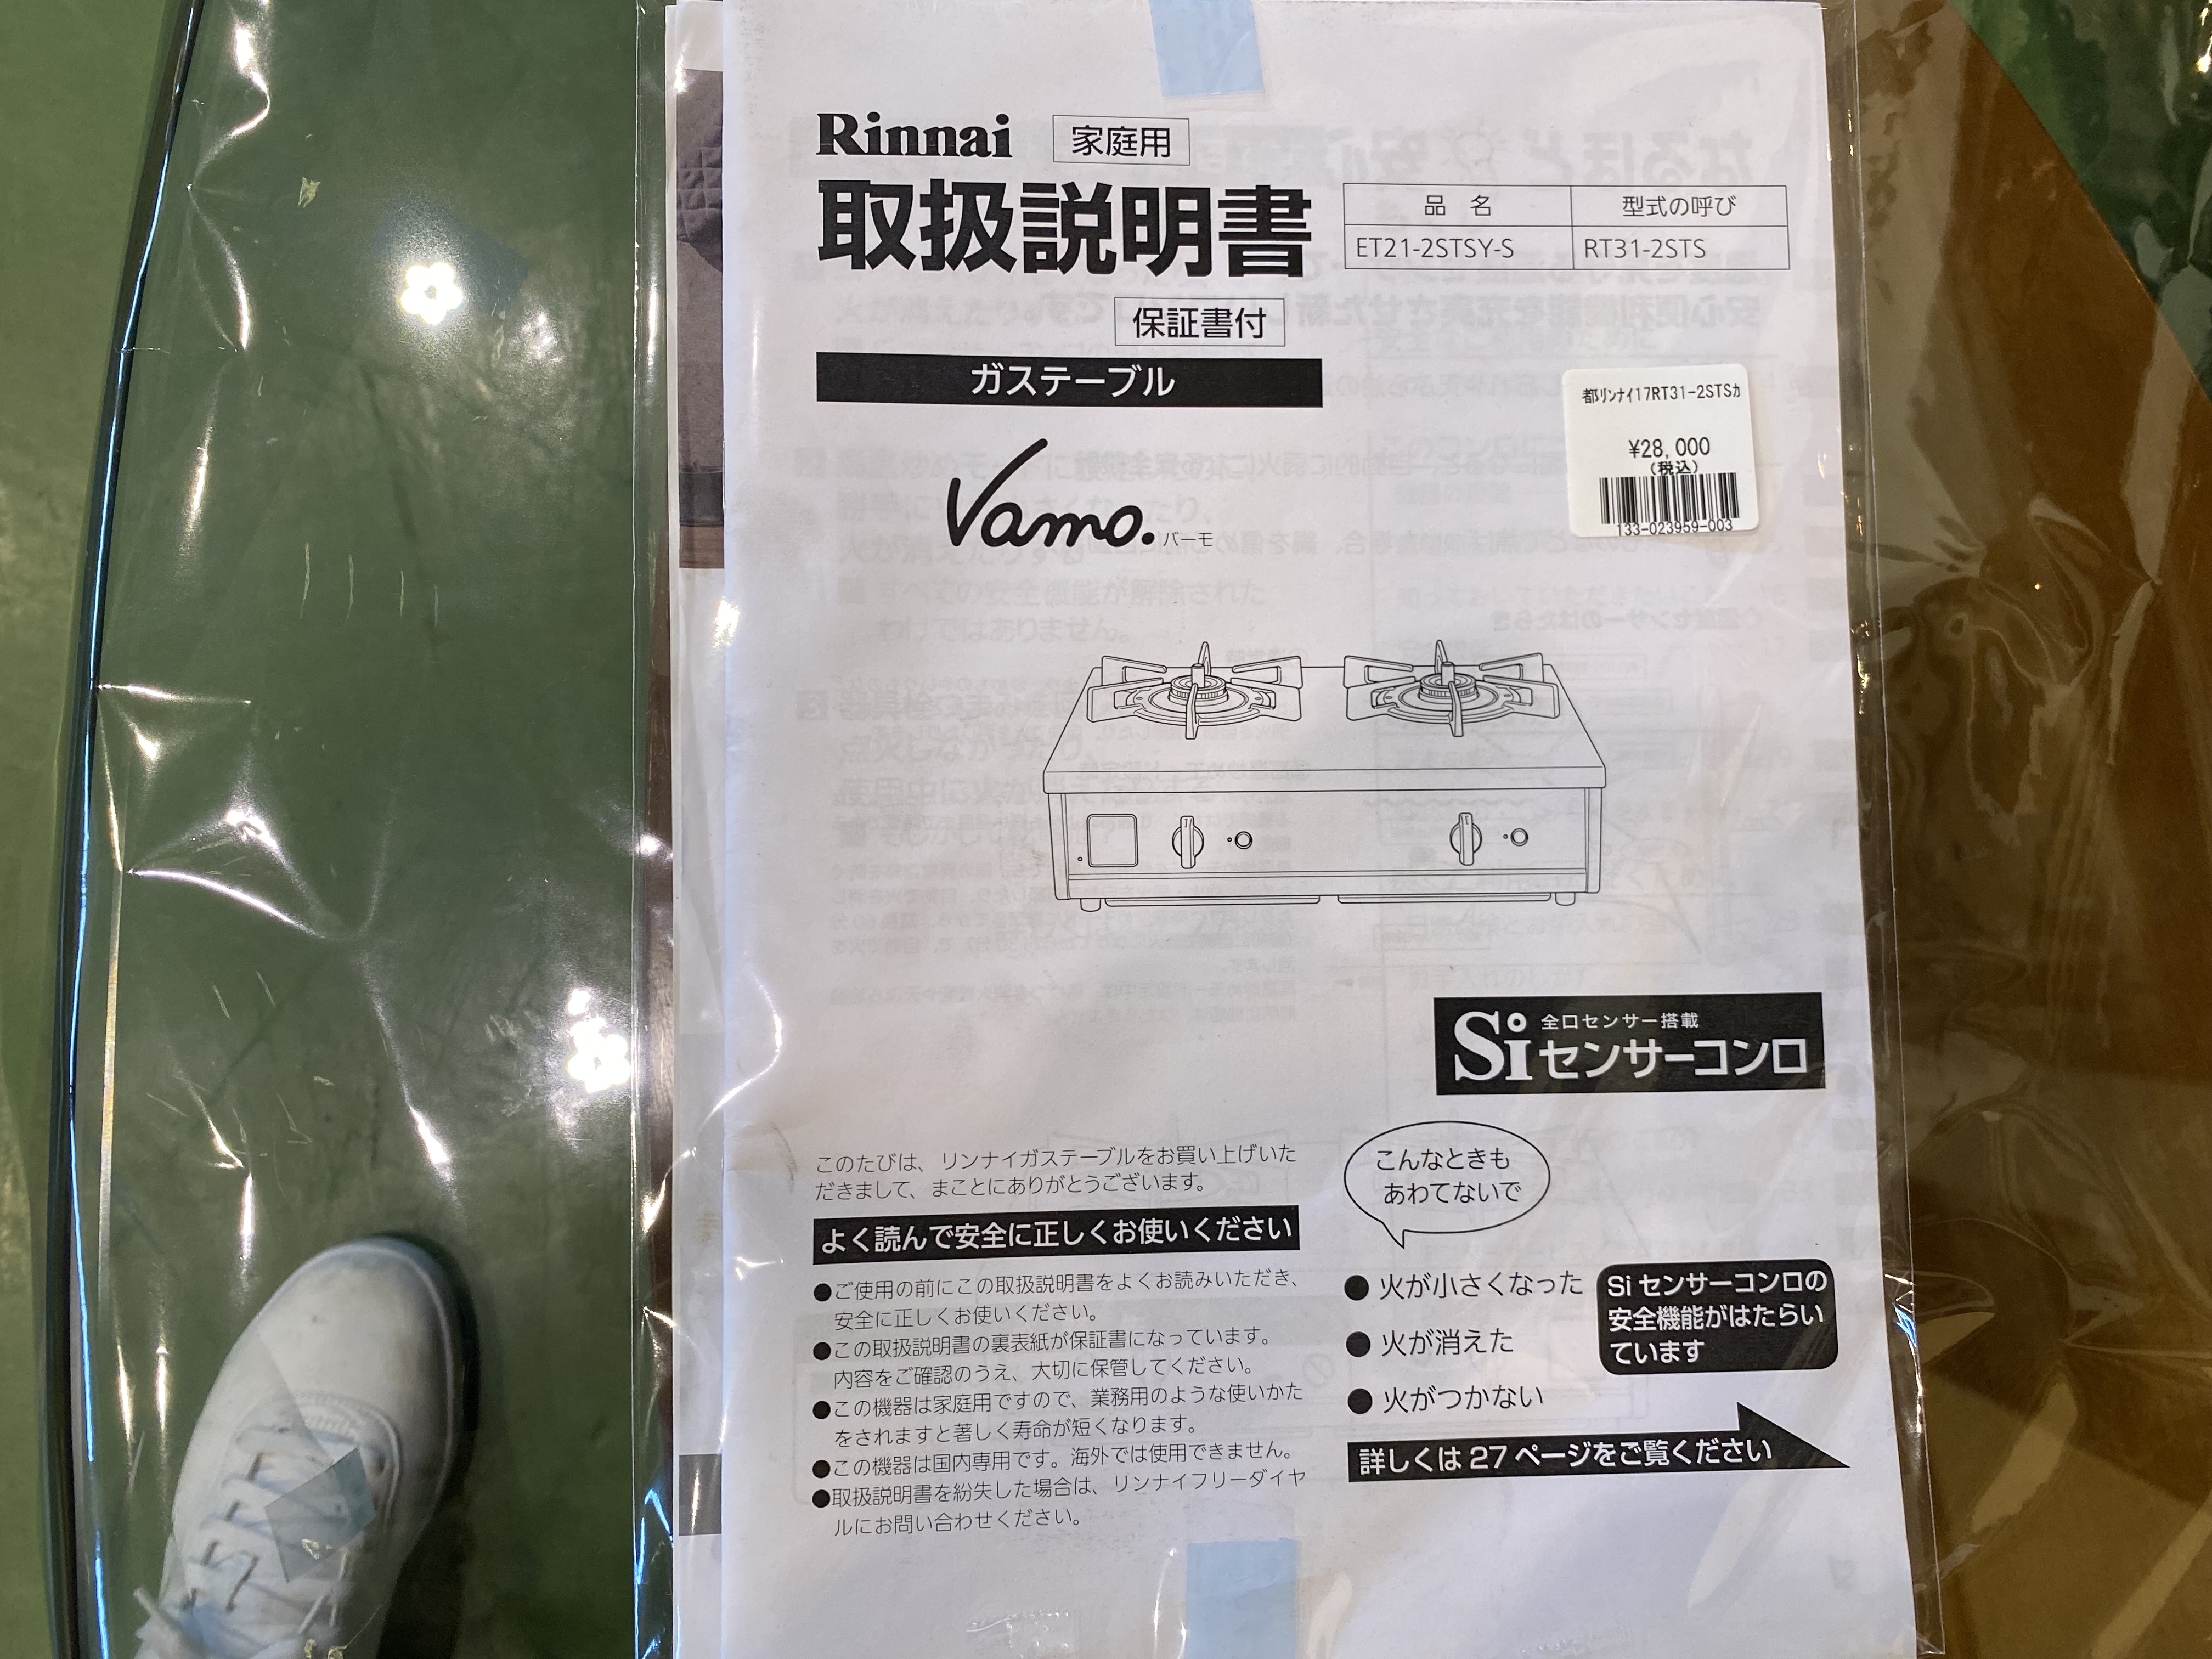 Rinnai 家庭用
取扱説明書
品 名 型式の呼び
ET21-2STSY-S RT31-2STS
保証書付
ガステーブル
Vamo. バーモ
都リンナイ17RT31-2STSガ
¥28,000
(税込)
133-023959-003
全口センサー搭載
Siセンサーコンロ
このたびは、リンナイガステーブルをお買い上げいた
だきまして、まことにありがとうございます。
よく読んで安全に正しくお使いください
●ご使用の前にこの取扱説明書をよくお読みいただき、
安全に正しくお使いください。
●この取扱説明書の裏表紙が保証書になっています。
内容をご確認のうえ、大切に保管してください。
●この機器は家庭用ですので、業務用のような使いかた
をされますと著しく寿命が短くなります。
●この機器は国内専用です。海外では使用できません。
●取扱説明書を紛失した場合は、リンナイフリーダイヤ
ルにお問い合わせください。
こんなときも
あわてないで
● 火が小さくなった
● 火が消えた
● 火がつかない
Si センサーコンロの
安全機能がはたらい
ています
詳しくは 27 ページをご覧ください